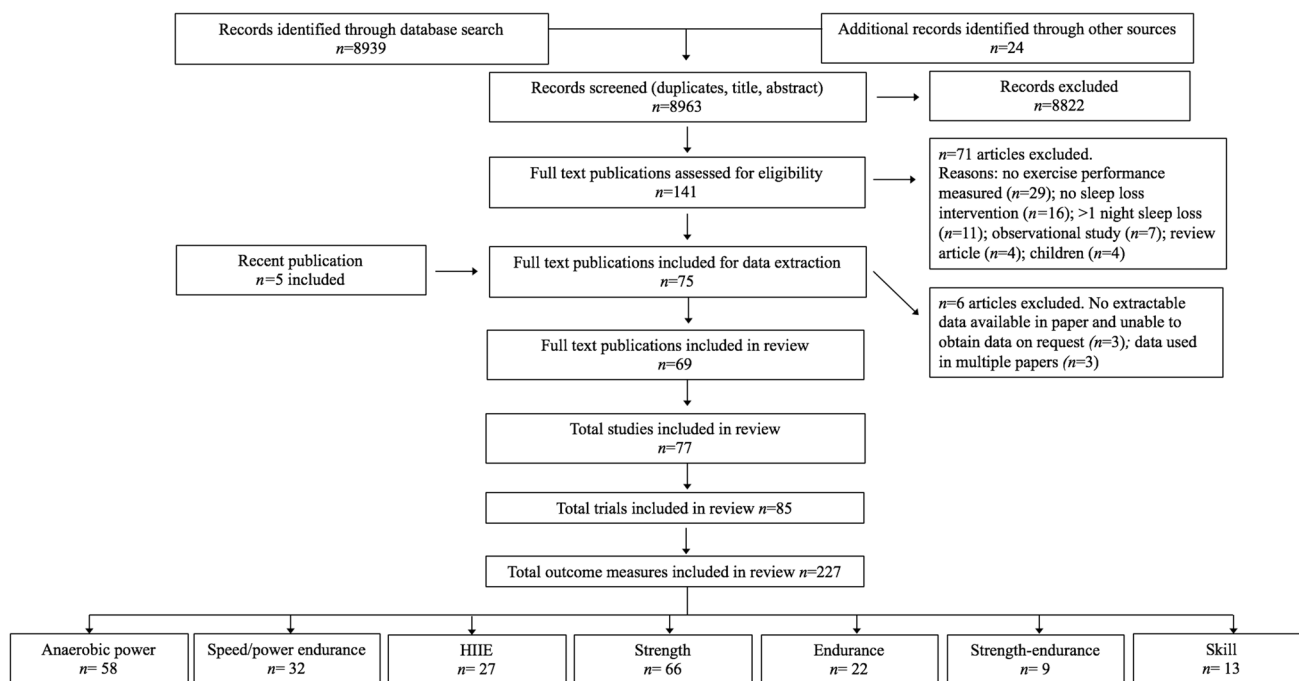 Records identified through database search
n=8939
Additional records identified through other sources
n=24
Records screened (duplicates, title, abstract)
n=8963
Records excluded
n=8822
Full text publications assessed for eligibility
n=141
n=71 articles excluded.
Reasons: no exercise performance
measured (n=29); no sleep loss
intervention (n=16); >1 night sleep loss
(n=11); observational study (n=7); review
article (n=4); children (n=4)
Recent publication
n=5 included
Full text publications included for data extraction
n=75
n=6 articles excluded. No extractable
data available in paper and unable to
obtain data on request (n=3); data used
in multiple papers (n=3)
Full text publications included in review
n=69
Total studies included in review
n=77
Total trials included in review n=85
Total outcome measures included in review n=227
Anaerobic power
n= 58
Speed/power endurance
n= 32
HIIE
n= 27
Strength
n= 66
Endurance
n= 22
Strength-endurance
n= 9
Skill
n= 13